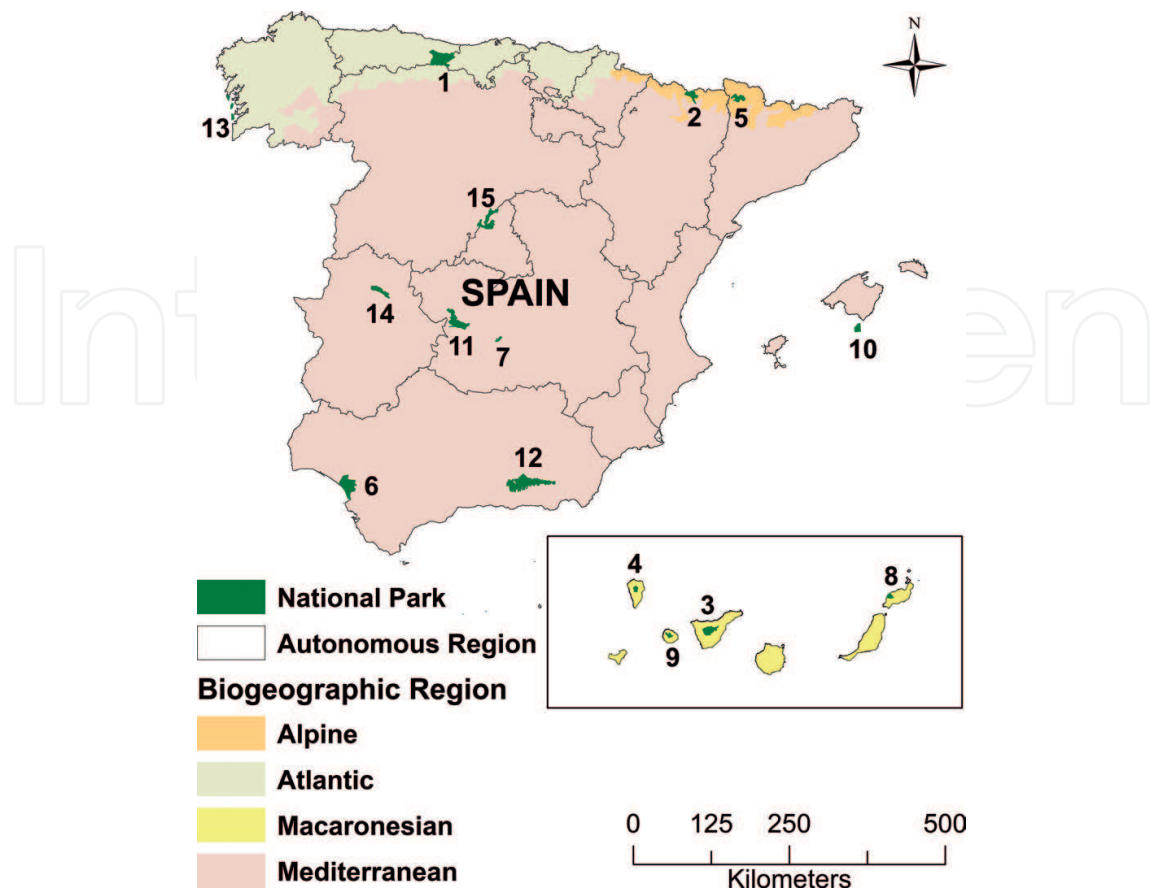 N
1
2
5
13
15
SPAIN
14
11
7
10
12
6
4
8
3
9
National Park
Autonomous Region
Biogeographic Region
Alpine
Atlantic
Macaronesian
Mediterranean
0 125 250 500
Kilometers